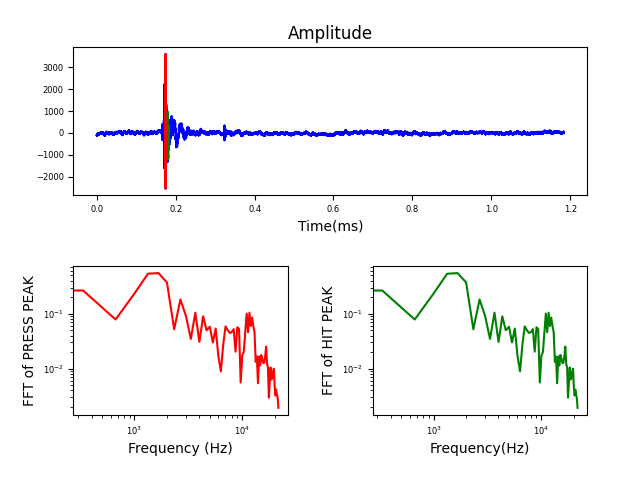 Amplitude
3000
2000
1000
0
−1000
−2000
0.0 0.2 0.4 0.6 0.8 1.0 1.2
Time(ms)
FFT of PRESS PEAK
10⁻¹
10⁻²
10³ 10⁴
Frequency (Hz)
FFT of HIT PEAK
10⁻¹
10⁻²
10³ 10⁴
Frequency(Hz)